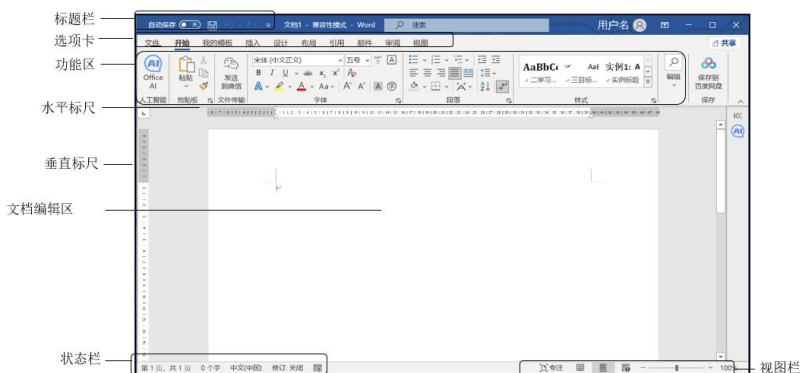 标题栏
自动保存 文档1 - 兼容性模式 - Word 搜索 用户名
选项卡
文件 开始 我的模板 插入 设计 布局 引用 邮件 审阅 视图 共享
功能区
Office AI 粘贴 发送到微信 宋体 (中文正文) 五号
B I U ab x₂ x² A
AaBbCc AaI 实例1: A
二学习... 三目标... 实例标题
编辑 保存到百度网盘
人工智能 剪贴板 文件传输 字体 段落 样式 保存
水平标尺
垂直标尺
文档编辑区
状态栏
第1页, 共1页 0个字 中文(中国) 修订: 关闭 专注 100%
视图栏